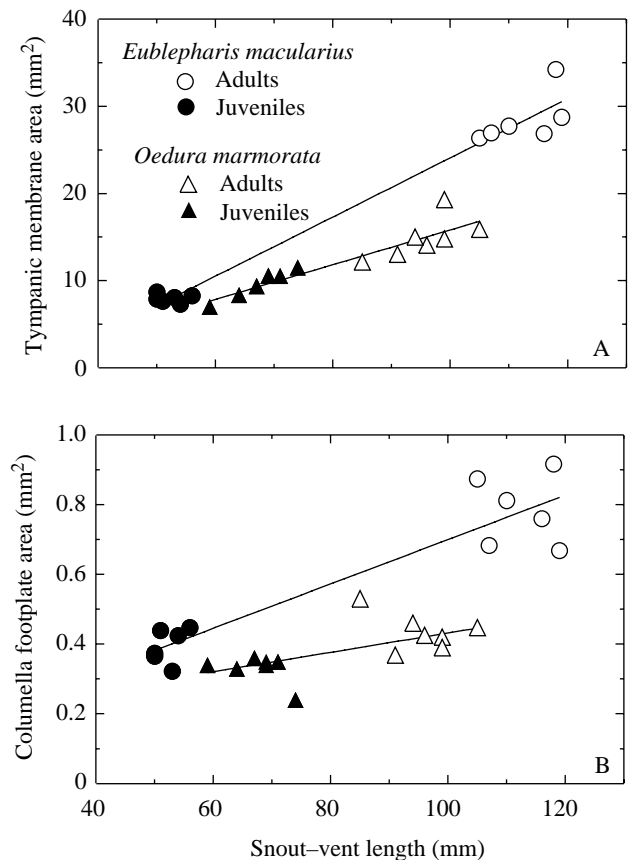 40
30
20
10
0
Tympanic membrane area (mm²)
Eublepharis macularius
Adults
Juveniles
Oedura marmorata
Adults
Juveniles
A
1.0
0.8
0.6
0.4
0.2
0
Columella footplate area (mm²)
B
40 60 80 100 120
Snout–vent length (mm)